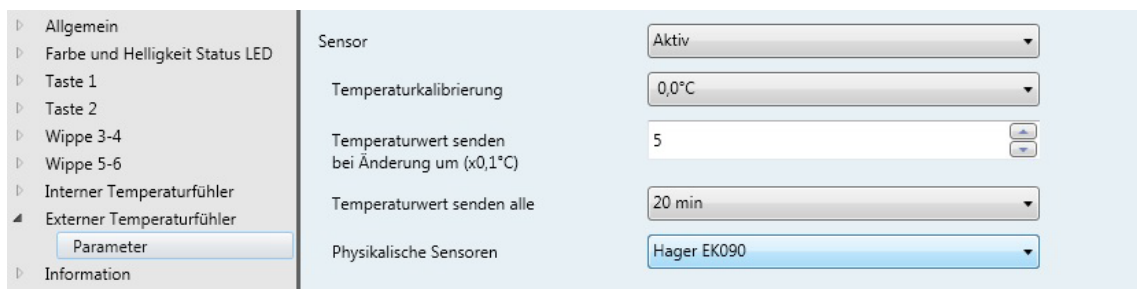 Allgemein
Farbe und Helligkeit Status LED
Taste 1
Taste 2
Wippe 3-4
Wippe 5-6
Interner Temperaturfühler
Externer Temperaturfühler
Parameter
Information
Sensor
Aktiv
Temperaturkalibrierung
0,0°C
Temperaturwert senden
bei Änderung um (x0,1°C)
5
Temperaturwert senden alle
20 min
Physikalische Sensoren
Hager EK090